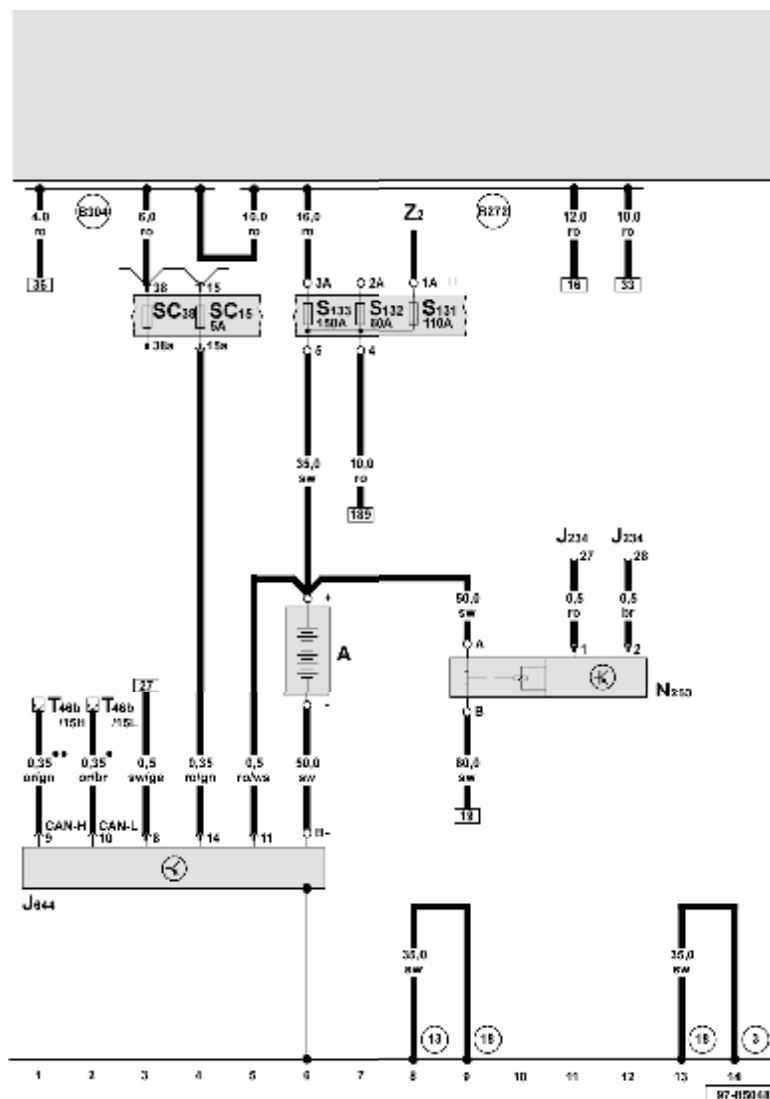 4.0
ro
B304
6,0
ro
10.0
ro
16,0
ro
Z2
12,0
ro
10,0
ro
35
16
33
38
15
3A
2A
1A
SC38
SC15
5A
S133
150A
S132
80A
S131
110A
38a
15a
5
4
35,0
sw
10,0
ro
189
J234
27
J234
28
+
50,0
sw
A
0,5
ro
0,5
br
A
1
2
N253
27
-
B
T46b
/15H
T46b
/15L
0,35
or/gn
**
0,35
or/br
*
0,5
sw/ge
0,35
ro/gn
0,5
ro/ws
50,0
sw
80,0
sw
18
CAN-H
CAN-L
9
10
8
14
11
B-
J644
35,0
sw
35,0
sw
13
18
18
3
1
2
3
4
5
6
7
8
9
10
11
12
13
14